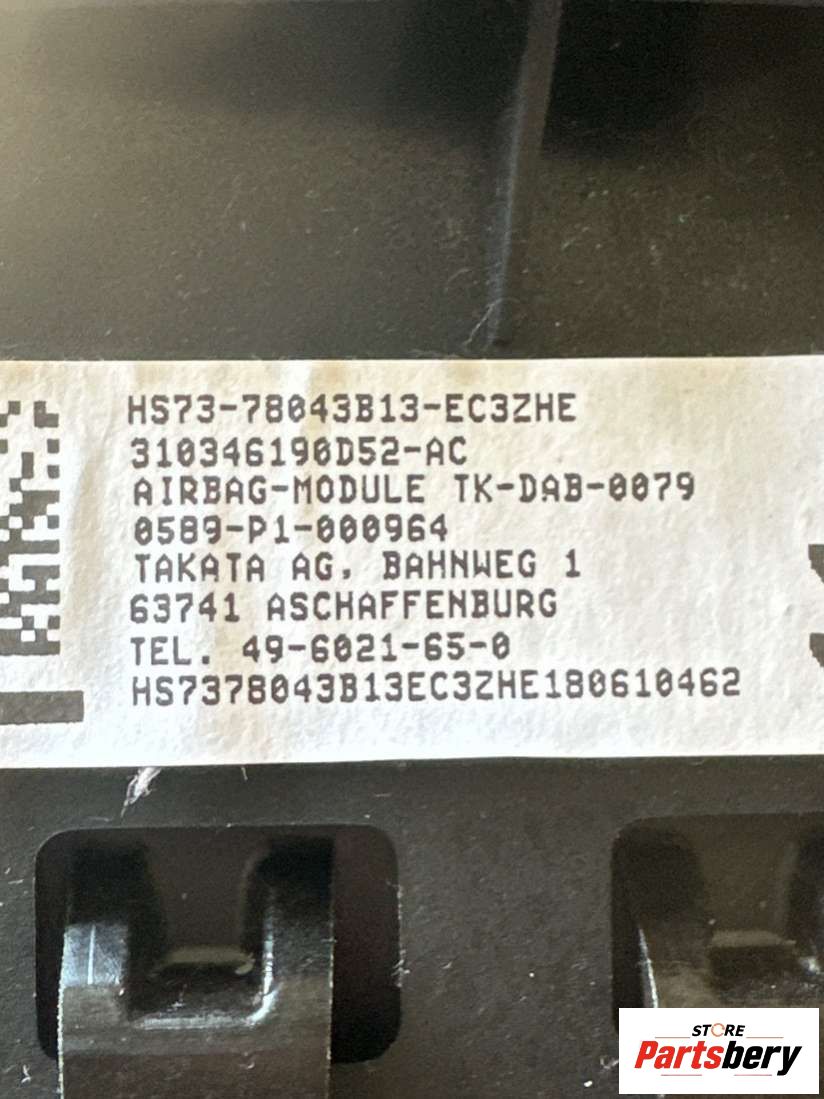 HS73-78043B13-EC3ZHE
310346190D52-AC
AIRBAG-MODULE TK-DAB-0079
0589-P1-000964
TAKATA AG, BAHNWEG 1
63741 ASCHAFFENBURG
TEL. 49-6021-65-0
HS7378043B13EC3ZHE180610462
STORE
Partsbery